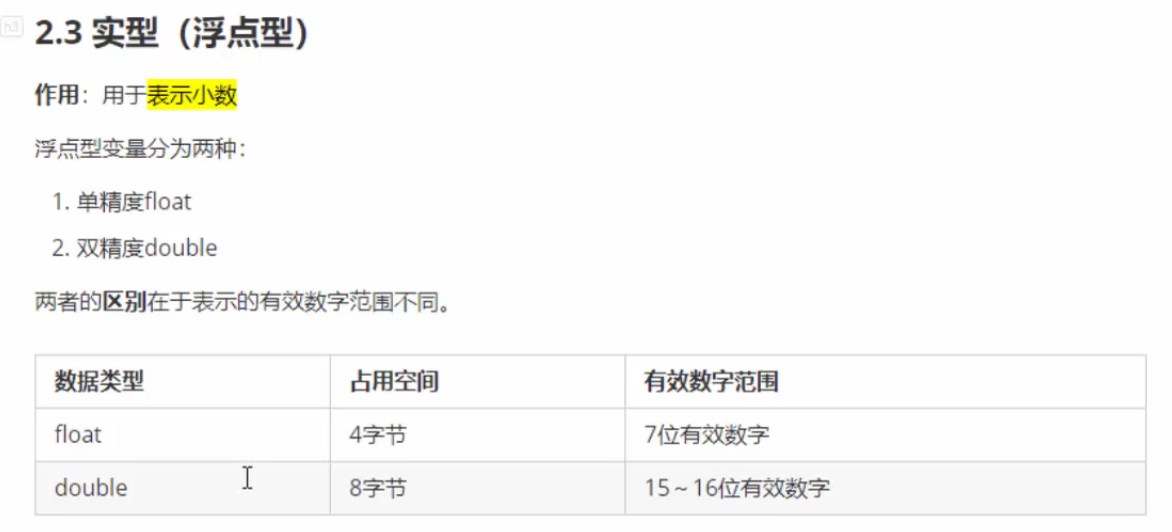 h3
2.3 实型（浮点型）
作用：用于表示小数
浮点型变量分为两种：
1. 单精度float
2. 双精度double
两者的区别在于表示的有效数字范围不同。
数据类型 占用空间 有效数字范围
float 4字节 7位有效数字
double 8字节 15～16位有效数字